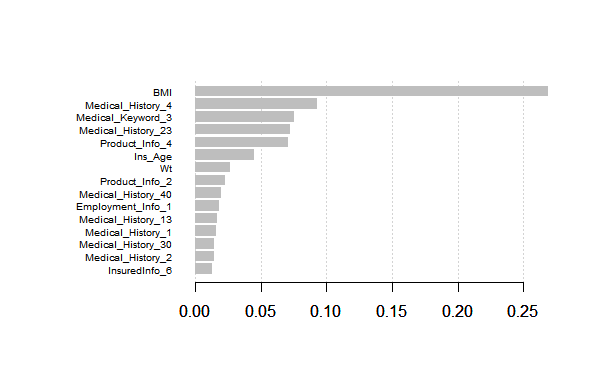 BMI
Medical_History_4
Medical_Keyword_3
Medical_History_23
Product_Info_4
Ins_Age
Wt
Product_Info_2
Medical_History_40
Employment_Info_1
Medical_History_13
Medical_History_1
Medical_History_30
Medical_History_2
InsuredInfo_6
0.00 0.05 0.10 0.15 0.20 0.25